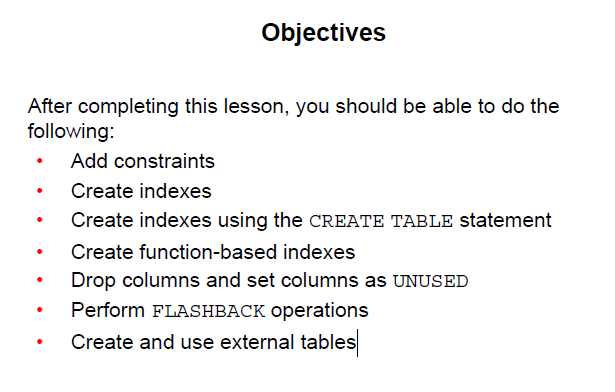 Objectives
After completing this lesson, you should be able to do the
following:
• Add constraints
• Create indexes
• Create indexes using the CREATE TABLE statement
• Create function-based indexes
• Drop columns and set columns as UNUSED
• Perform FLASHBACK operations
• Create and use external tables